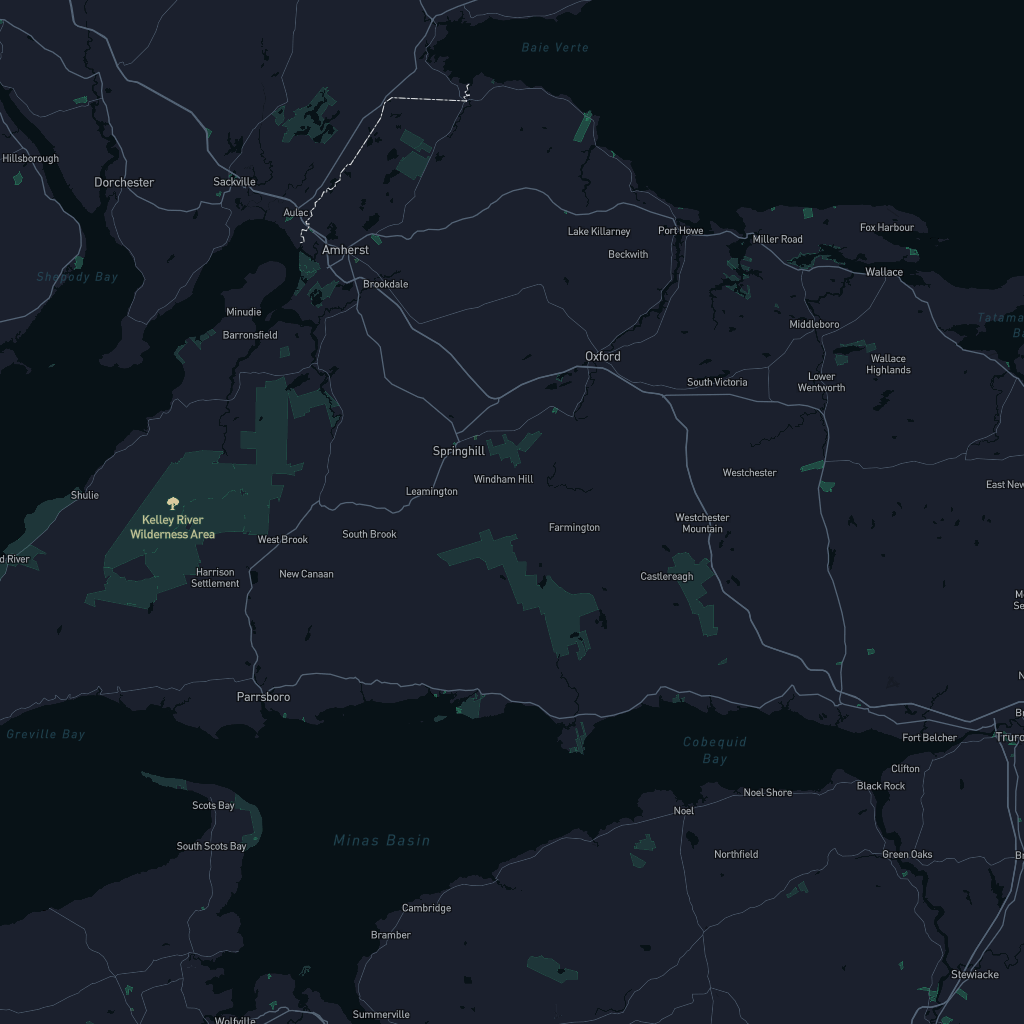 Baie Verte
Hillsborough
Dorchester
Sackville
Aulac
Amherst
Lake Killarney
Port Howe
Miller Road
Fox Harbour
Beckwith
Shepody Bay
Brookdale
Wallace
Minudie
Barronsfield
Middleboro
Oxford
Wallace
Highlands
South Victoria
Lower
Wentworth
Springhill
Windham Hill
Westchester
Leamington
East New
Shulie
Kelley River
Wilderness Area
West Brook
South Brook
Farmington
Westchester
Mountain
d River
Harrison
Settlement
New Canaan
Castlereagh
Parrsboro
Greville Bay
Cobequid
Bay
Fort Belcher
Clifton
Black Rock
Scots Bay
Noel Shore
Noel
South Scots Bay
Minas Basin
Northfield
Green Oaks
Cambridge
Bramber
Stewiacke
Summerville
Wolfville